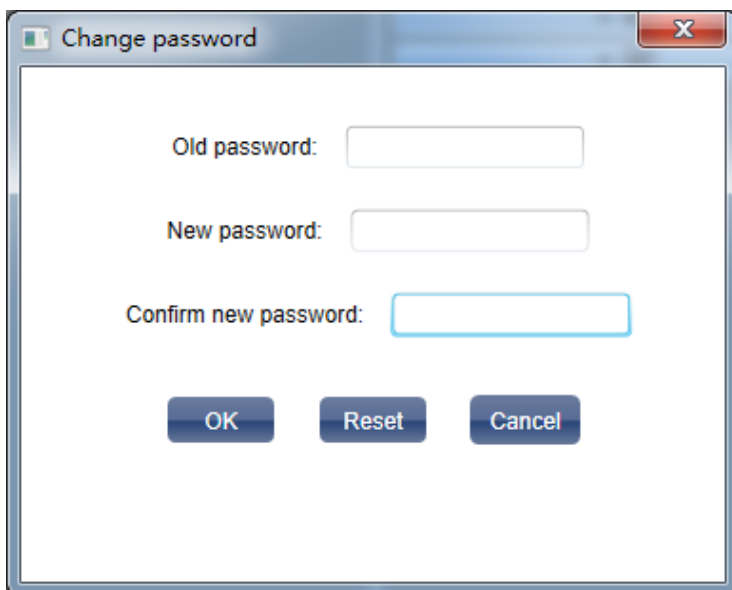 Change password
Old password:
New password:
Confirm new password:
OK Reset Cancel